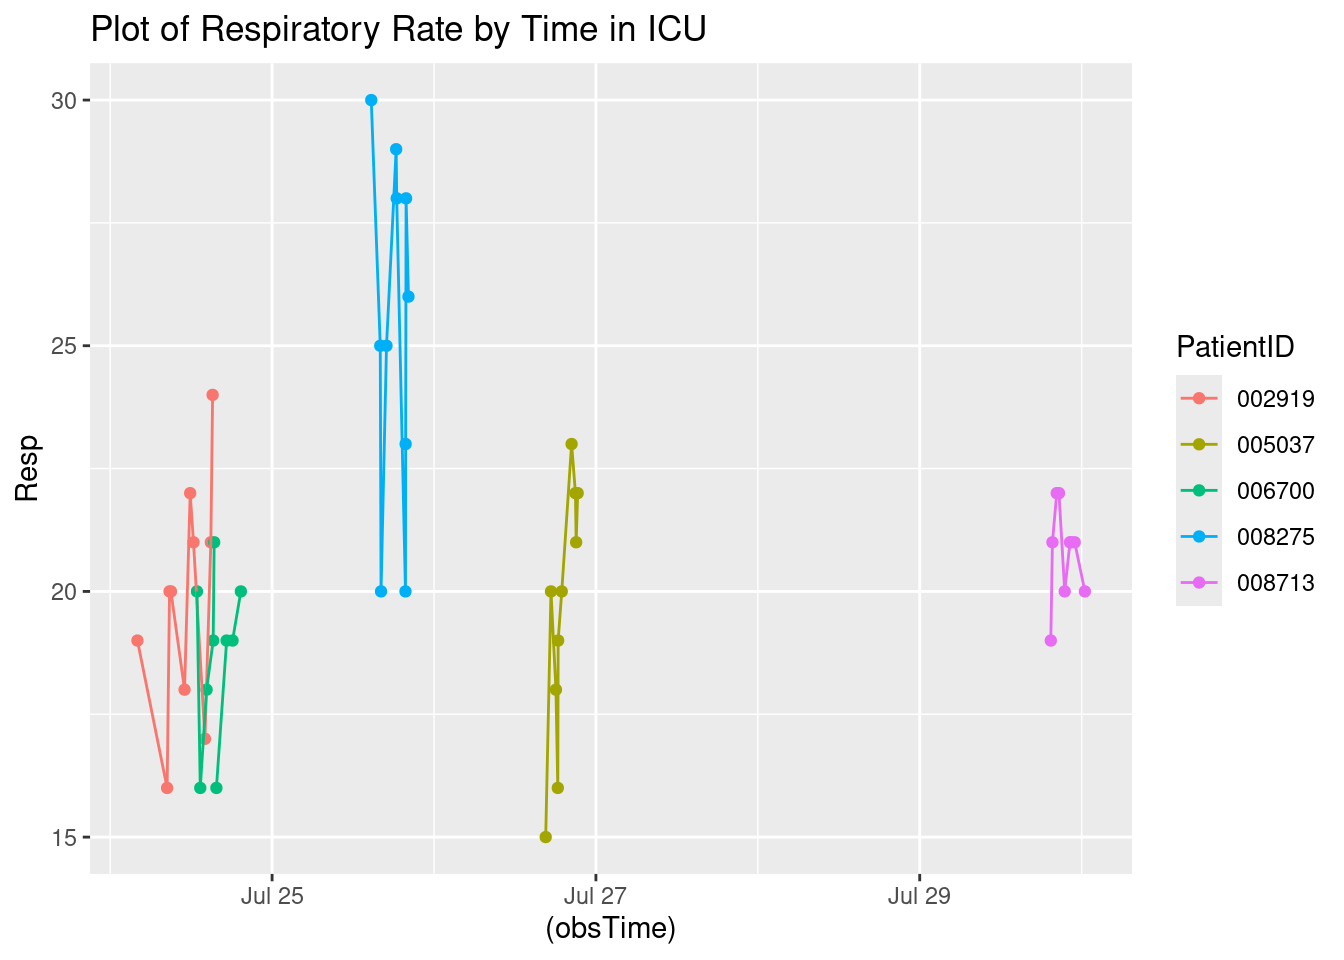 Plot of Respiratory Rate by Time in ICU
30
25
20
15
Resp
Jul 25
Jul 27
Jul 29
(obsTime)
PatientID
002919
005037
006700
008275
008713